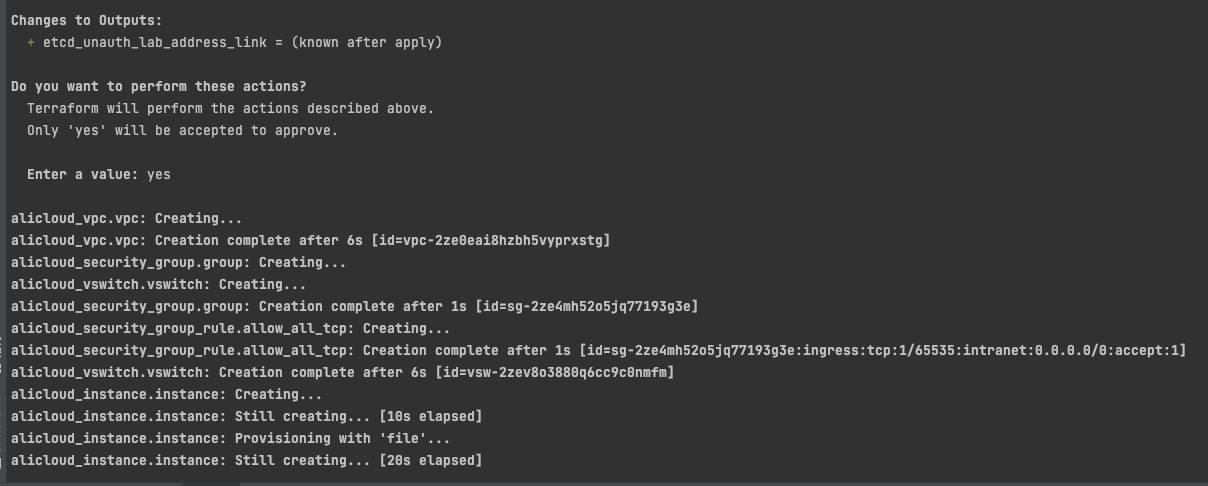 Changes to Outputs:
+ etcd_unauth_lab_address_link = (known after apply)
Do you want to perform these actions?
Terraform will perform the actions described above.
Only 'yes' will be accepted to approve.
Enter a value: yes
alicloud_vpc.vpc: Creating...
alicloud_vpc.vpc: Creation complete after 6s [id=vpc-2ze0eai8hzbh5vyprxstg]
alicloud_security_group.group: Creating...
alicloud_vswitch.vswitch: Creating...
alicloud_security_group.group: Creation complete after 1s [id=sg-2ze4mh52o5jq77193g3e]
alicloud_security_group_rule.allow_all_tcp: Creating...
alicloud_security_group_rule.allow_all_tcp: Creation complete after 1s [id=sg-2ze4mh52o5jq77193g3e:ingress:tcp:1/65535:intranet:0.0.0.0/0:accept:1]
alicloud_vswitch.vswitch: Creation complete after 6s [id=vsw-2zev8o3880q6cc9c0nmfm]
alicloud_instance.instance: Creating...
alicloud_instance.instance: Still creating... [10s elapsed]
alicloud_instance.instance: Provisioning with 'file'...
alicloud_instance.instance: Still creating... [20s elapsed]